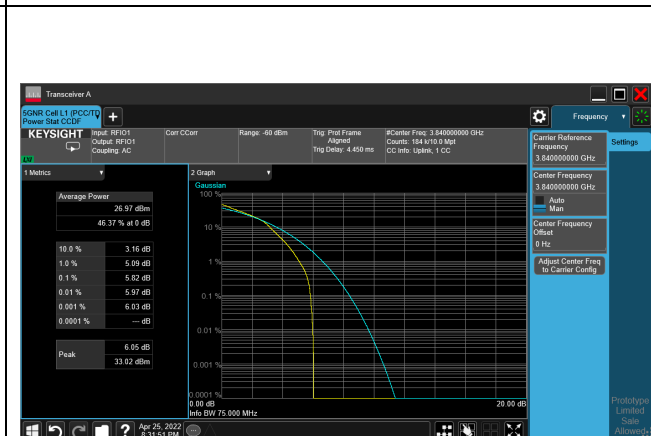 Transceiver A
5GNR Cell L1 (PCC/TD
Power Stat CCDF
Frequency
KEYSIGHT
Input: RFIO1
Output: RFIO1
Coupling: AC
Corr CCorr
Range: -60 dBm
Trig: Prot Frame
Aligned
Trig Delay: 4.450 ms
#Center Freq: 3.840000000 GHz
Counts: 184 k/10.0 Mpt
CC Info: Uplink, 1 CC
1 Metrics
Average Power
26.97 dBm
46.37 % at 0 dB
10.0 % 3.16 dB
1.0 % 5.09 dB
0.1 % 5.82 dB
0.01 % 5.97 dB
0.001 % 6.03 dB
0.0001 % --- dB
Peak
6.05 dB
33.02 dBm
2 Graph
Gaussian
100 %
10 %
1 %
0.1 %
0.01 %
0.001 %
0.0001 %
0.00 dB
20.00 dB
Info BW 75.000 MHz
Carrier Reference
Frequency
3.840000000 GHz
Center Frequency
3.840000000 GHz
Auto
Man
Center Frequency
Offset
0 Hz
Adjust Center Freq
to Carrier Config
Settings
Prototype
Limited
Sale
Allowed
?
Apr 25, 2022
8:31:51 PM